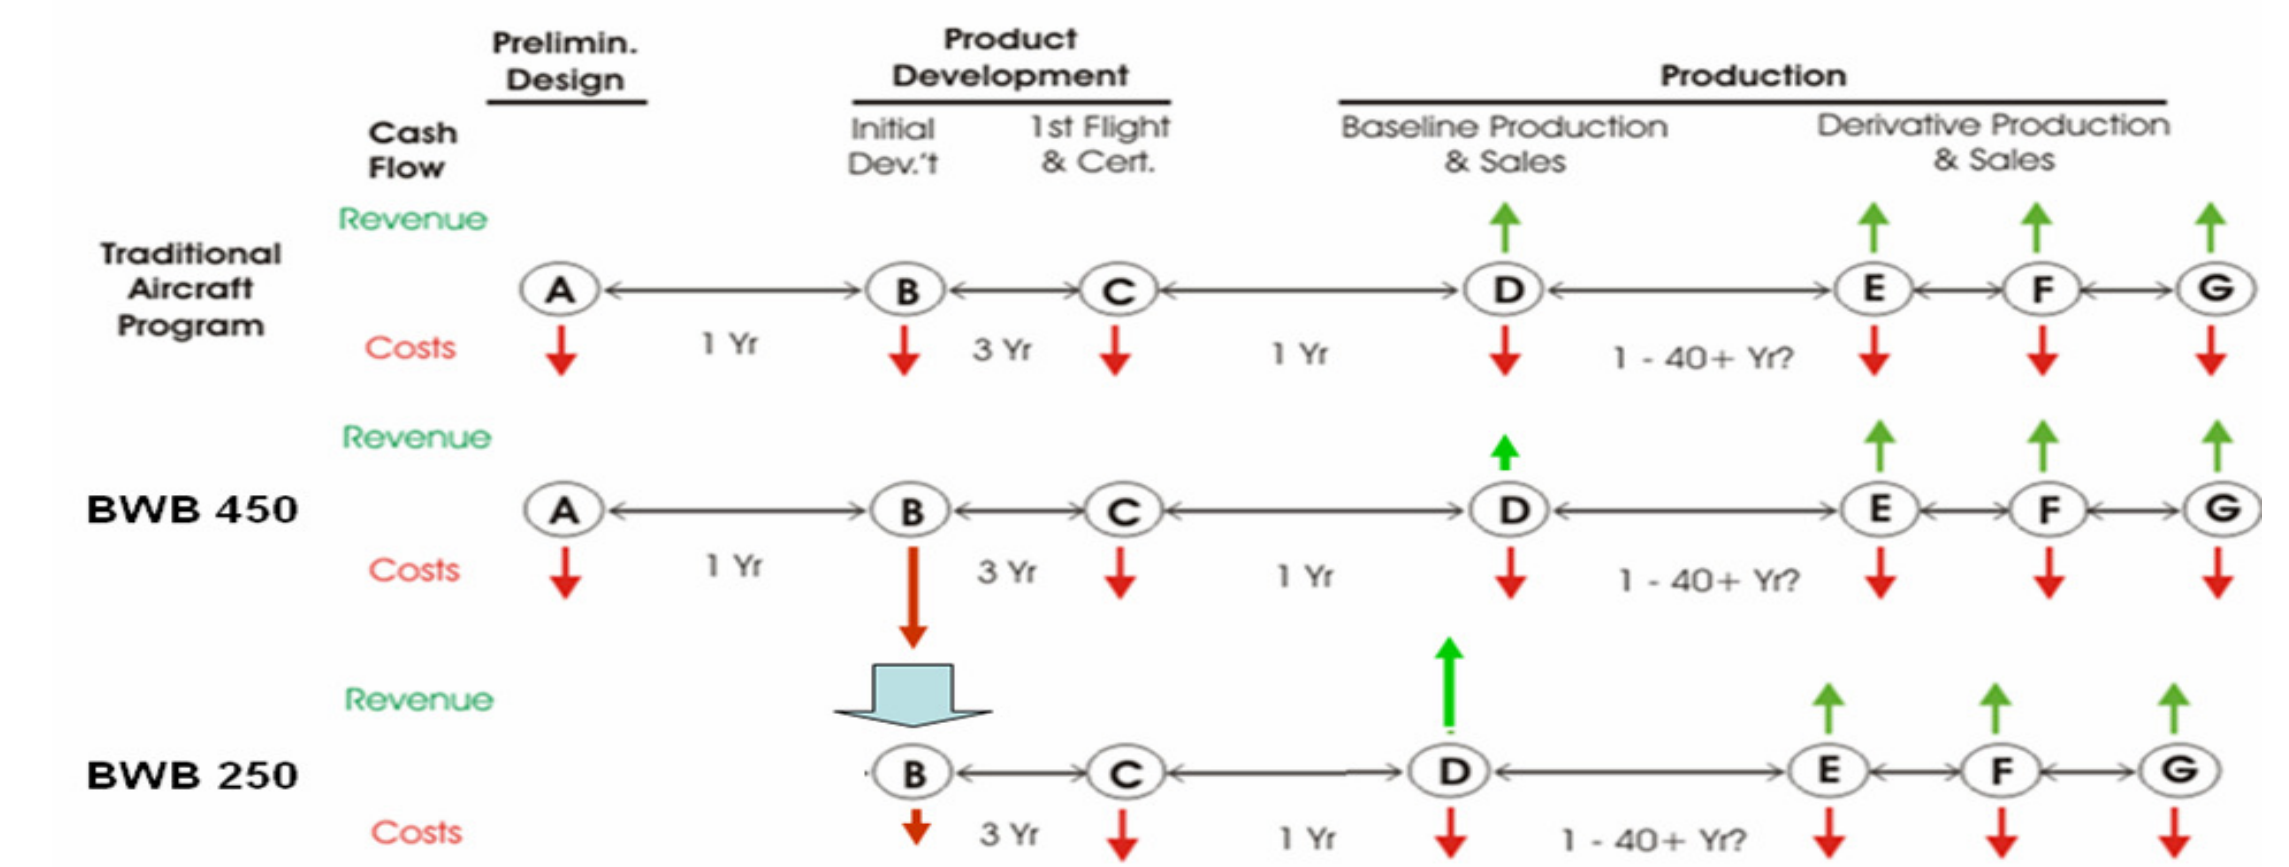 Prelimin.
Design
Product
Development
Production
Cash
Flow
Initial
Dev.'t
1st Flight
& Cert.
Baseline Production
& Sales
Derivative Production
& Sales
Revenue
Traditional
Aircraft
Program
A B C D E F G
Costs
1 Yr 3 Yr 1 Yr 1 - 40+ Yr?
Revenue
BWB 450
A B C D E F G
Costs
1 Yr 3 Yr 1 Yr 1 - 40+ Yr?
Revenue
BWB 250
B C D E F G
Costs
3 Yr 1 Yr 1 - 40+ Yr?